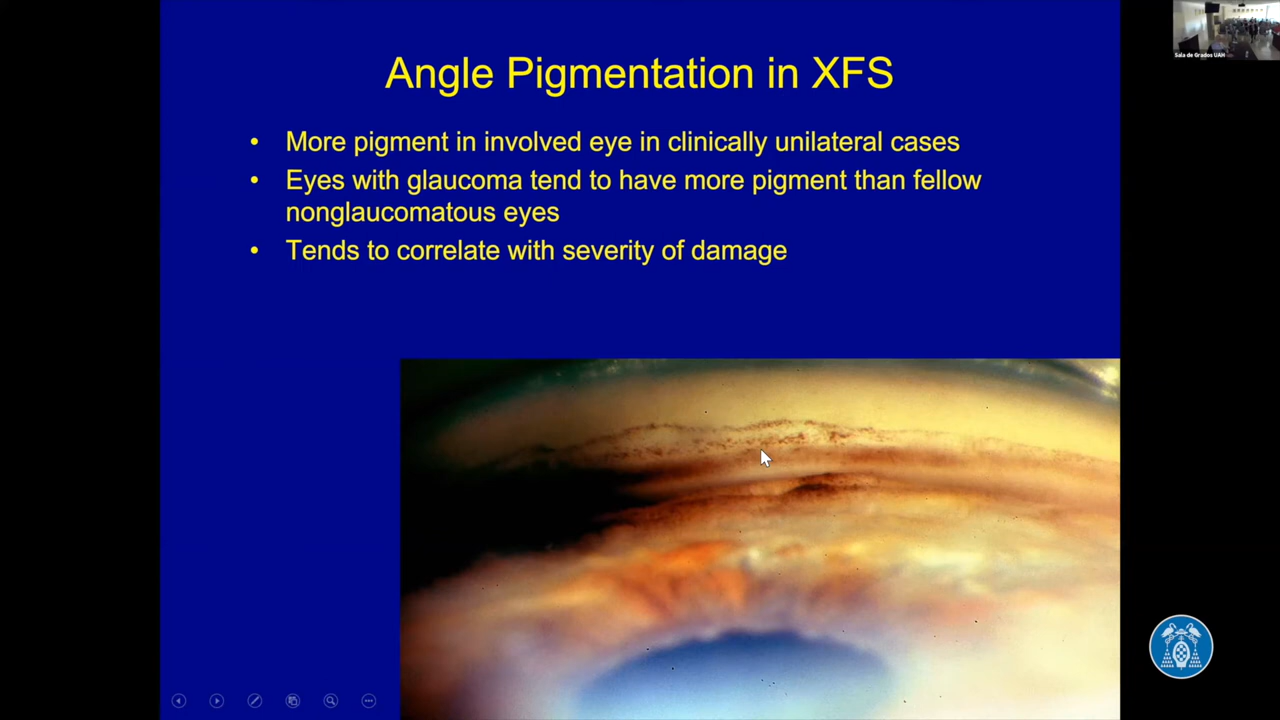 Sala de Grados UAH
Angle Pigmentation in XFS
• More pigment in involved eye in clinically unilateral cases
• Eyes with glaucoma tend to have more pigment than fellow
nonglaucomatous eyes
• Tends to correlate with severity of damage